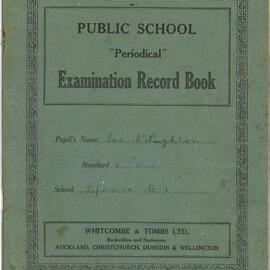 PUBLIC SCHOOL
"Periodical"
Examination Record Book
Pupil's Name
Standard
School
WHITCOMBE & TOMBS LTD.,
Booksellers and Stationers,
AUCKLAND, CHRISTCHURCH, DUNEDIN & WELLINGTON